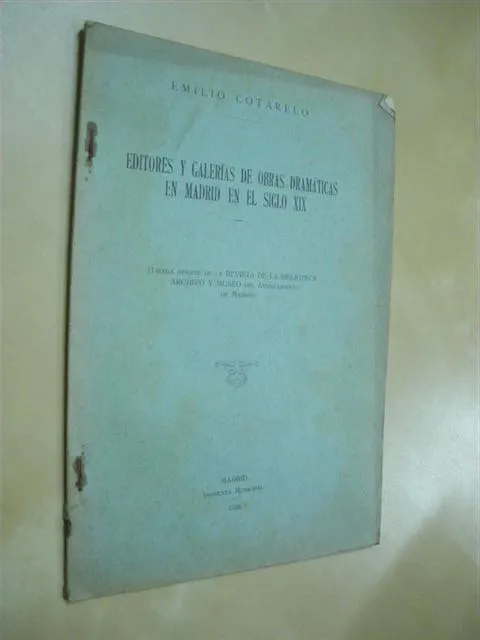 EMILIO COTARELO
EDITORES Y GALERÍAS DE OBRAS DRAMÁTICAS
EN MADRID EN EL SIGLO XIX
(TIRADA APARTE DE LA REVISTA DE LA BIBLIOTECA
ARCHIVO Y MUSEO DEL AYUNTAMIENTO
DE MADRID)
MADRID
IMPRENTA MUNICIPAL